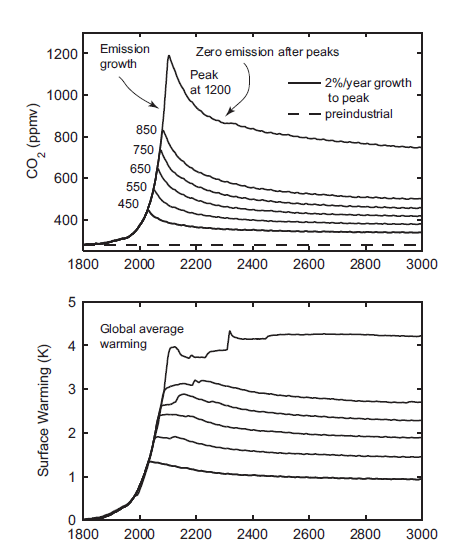 Emission
growth
Zero emission after peaks
Peak
at 1200
2%/year growth
to peak
preindustrial
1200
1000
800
600
400
850
750
650
550
450
CO2 (ppmv)
1800 2000 2200 2400 2600 2800 3000
Global average
warming
5
4
3
2
1
0
Surface Warming (K)
1800 2000 2200 2400 2600 2800 3000